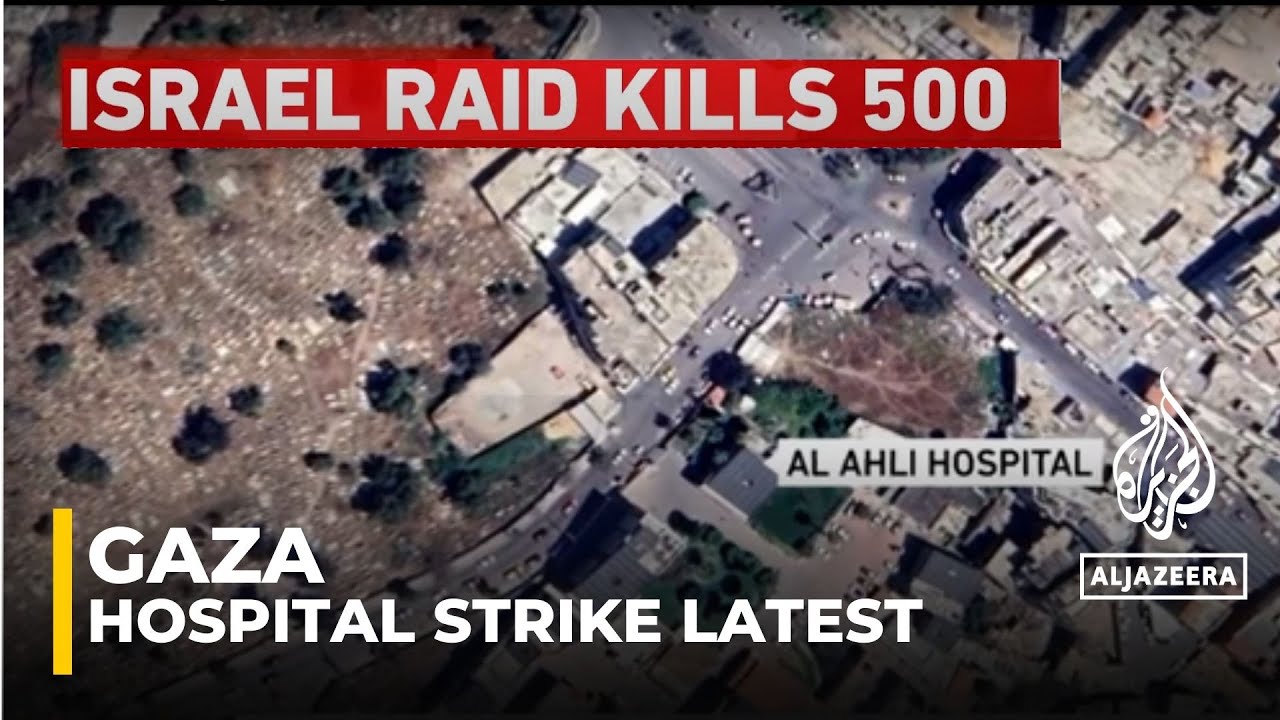 ISRAEL RAID KILLS 500
AL AHLI HOSPITAL
GAZA
HOSPITAL STRIKE LATEST
الجزيرة
ALJAZEERA